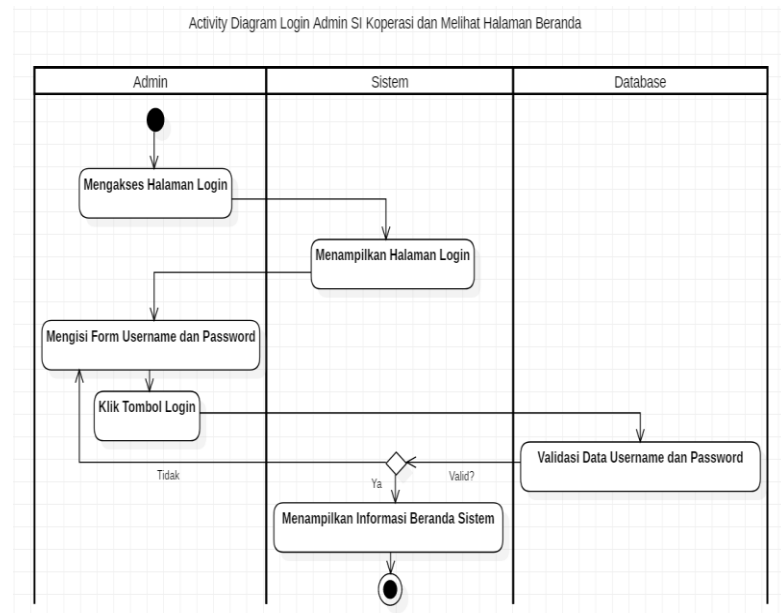 Activity Diagram Login Admin SI Koperasi dan Melihat Halaman Beranda
Admin
Sistem
Database
Mengakses Halaman Login
Menampilkan Halaman Login
Mengisi Form Username dan Password
Klik Tombol Login
Validasi Data Username dan Password
Valid?
Tidak
Ya
Menampilkan Informasi Beranda Sistem